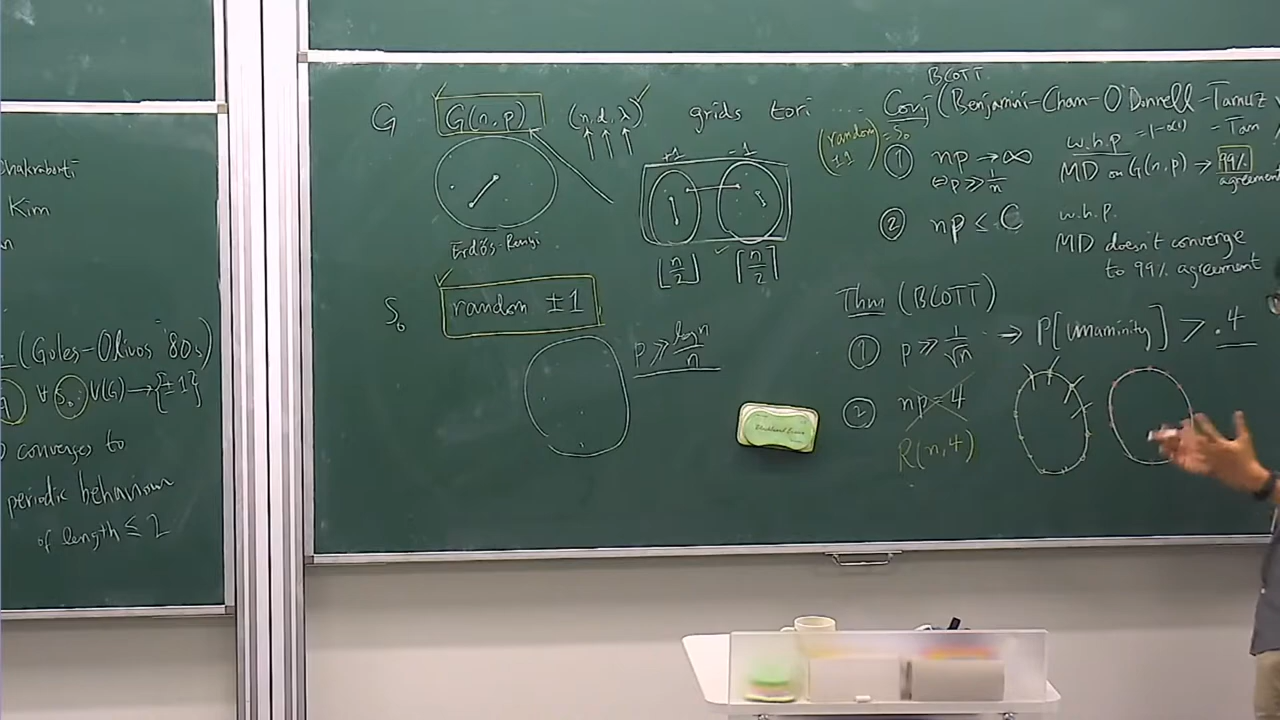 Chakraborti
Kim
(Goles-Olivos '80s)
∀ S₀: V(G)→{±1}
converges to
periodic behaviour
of length ≤ 2
G G(n,p) (n,d,λ) grids tori ....
Erdős-Renyi
+1 -1
⌊n/2⌋ ⌈n/2⌉
S₀ random ±1
p ≫ log n / n
BCOTT
Conj (Benjamini-Chan-O'Donnell-Tamuz
- Tan
(random ±1) = S₀
① np → ∞ w.h.p = 1-o(1)
⇔ p ≫ 1/n MD on G(n,p) → 99%
agreement
② np ≤ C w.h.p.
MD doesn't converge
to 99% agreement
Thm (BCOTT)
① p ≫ 1/√n → P[unaminity] > .4
② np = 4
R(n,4)